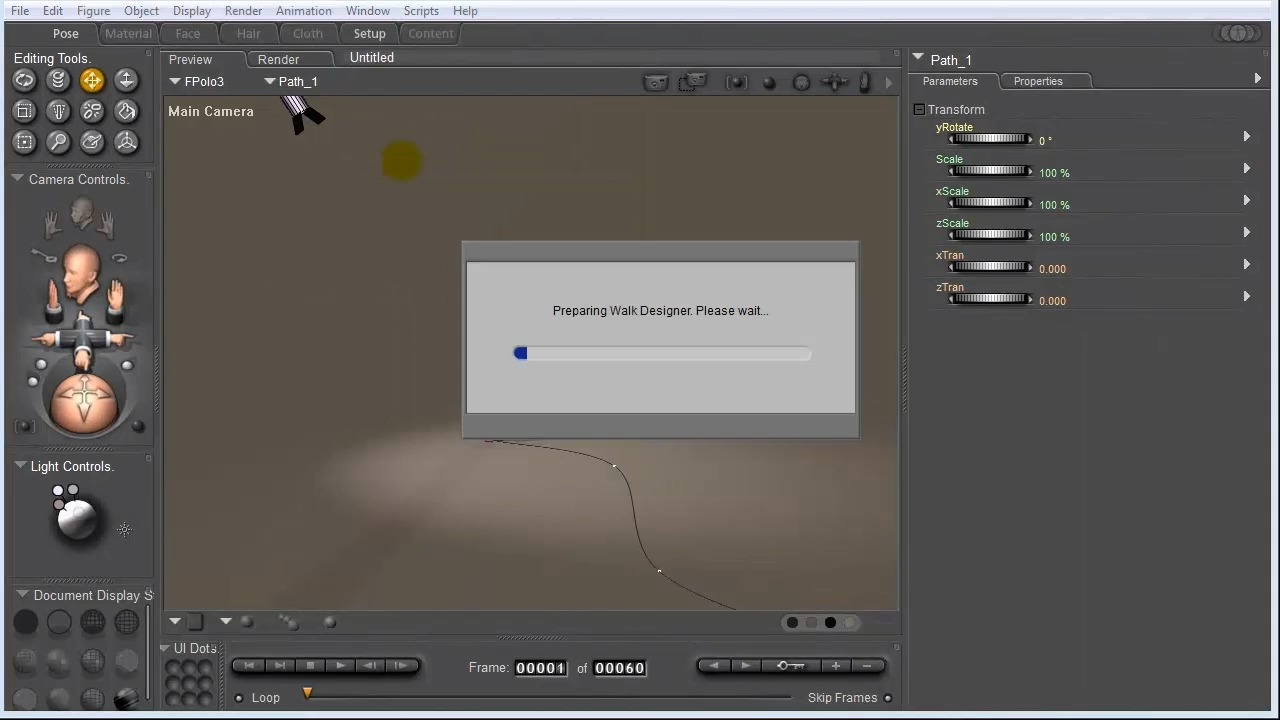 File Edit Figure Object Display Render Animation Window Scripts Help
Pose Material Face Hair Cloth Setup Content
Editing Tools.
Preview Render Untitled
FPolo3 Path_1
Main Camera
Camera Controls.
Light Controls.
Document Display S
Preparing Walk Designer. Please wait...
UI Dots
Frame: 00001 of 00060
Loop
Skip Frames
Path_1
Parameters Properties
Transform
yRotate
0 °
Scale
100 %
xScale
100 %
zScale
100 %
xTran
0.000
zTran
0.000